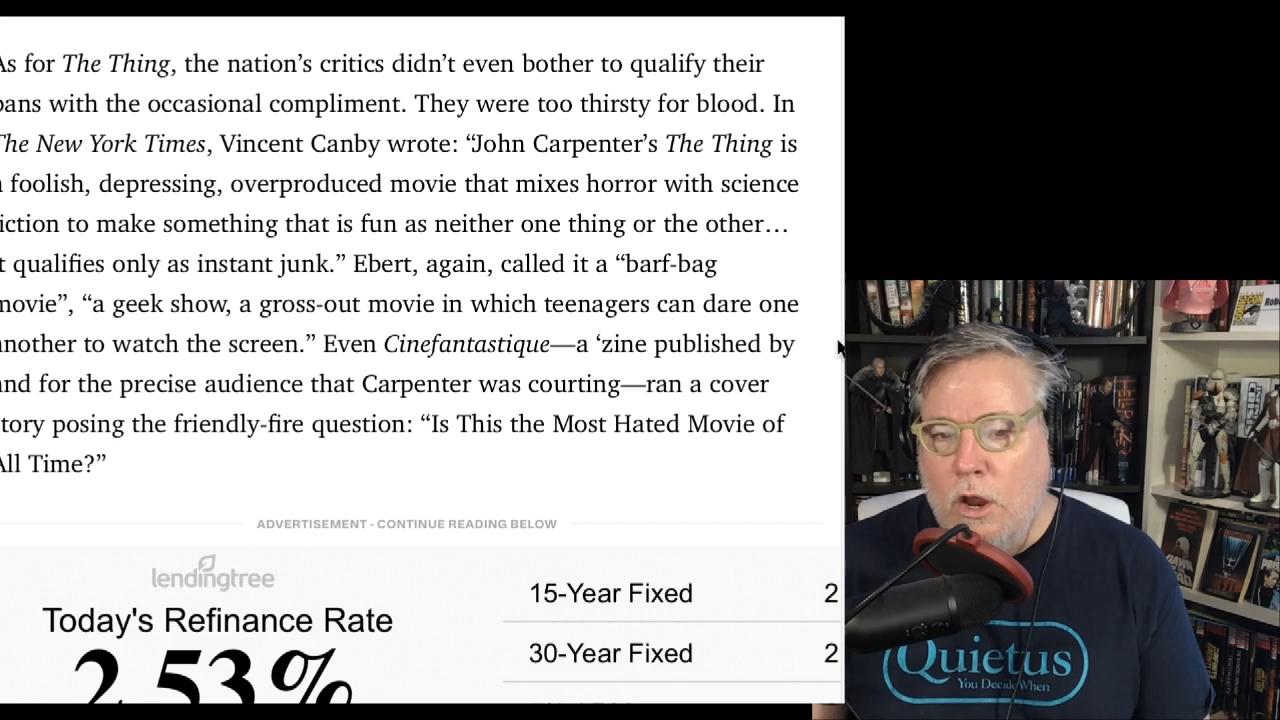 As for The Thing, the nation’s critics didn’t even bother to qualify their
pans with the occasional compliment. They were too thirsty for blood. In
The New York Times, Vincent Canby wrote: “John Carpenter’s The Thing is
a foolish, depressing, overproduced movie that mixes horror with science
fiction to make something that is fun as neither one thing or the other…
it qualifies only as instant junk.” Ebert, again, called it a “barf-bag
movie”, “a geek show, a gross-out movie in which teenagers can dare one
another to watch the screen.” Even Cinefantastique—a ‘zine published by
and for the precise audience that Carpenter was courting—ran a cover
story posing the friendly-fire question: “Is This the Most Hated Movie of
All Time?”
ADVERTISEMENT - CONTINUE READING BELOW
lendingtree
Today's Refinance Rate
2.53%
15-Year Fixed 2
30-Year Fixed 2
Quietus
You Decide When